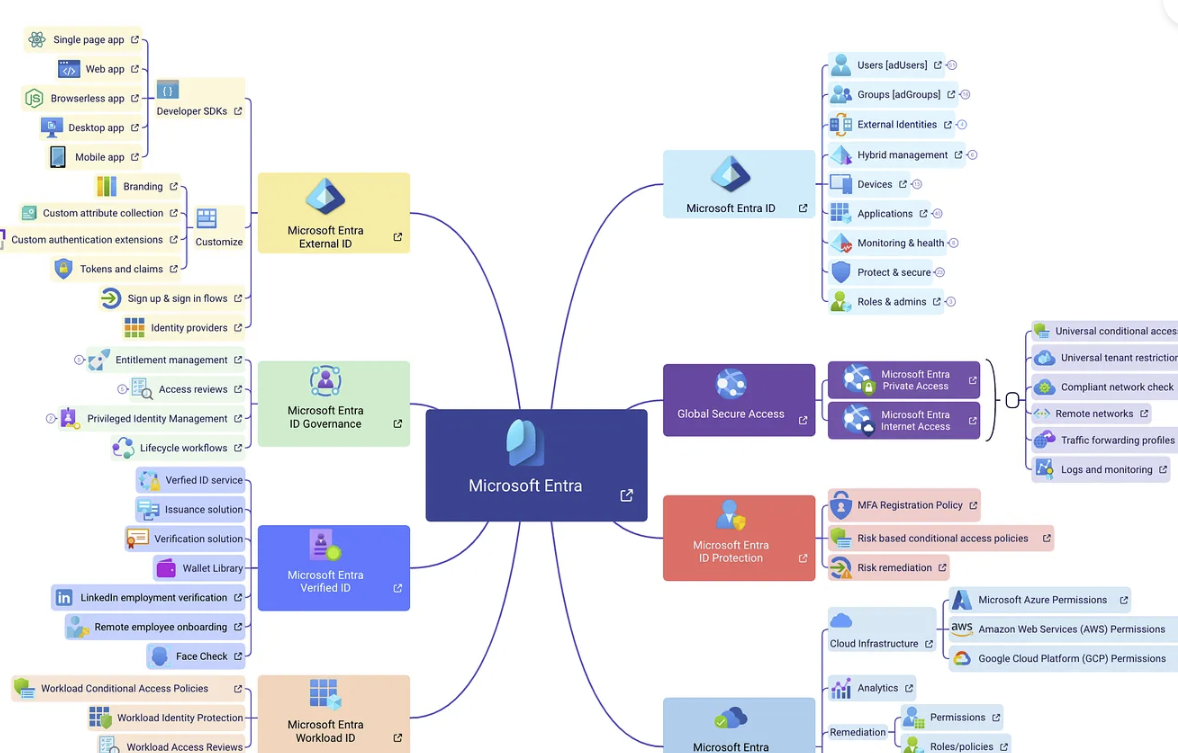 Single page app
Web app
Browserless app
Desktop app
Mobile app
Developer SDKs
Branding
Custom attribute collection
Custom authentication extensions
Tokens and claims
Customize
Sign up & sign in flows
Identity providers
Microsoft Entra
External ID
Entitlement management
Access reviews
Privileged Identity Management
Lifecycle workflows
Microsoft Entra
ID Governance
Verfied ID service
Issuance solution
Verification solution
Wallet Library
LinkedIn employment verification
Remote employee onboarding
Face Check
Microsoft Entra
Verified ID
Workload Conditional Access Policies
Workload Identity Protection
Workload Access Reviews
Microsoft Entra
Workload ID
Microsoft Entra
Microsoft Entra ID
Users [adUsers]
Groups [adGroups]
External Identities
Hybrid management
Devices
Applications
Monitoring & health
Protect & secure
Roles & admins
Global Secure Access
Microsoft Entra
Private Access
Microsoft Entra
Internet Access
Universal conditional acces
Universal tenant restriction
Compliant network check
Remote networks
Traffic forwarding profiles
Logs and monitoring
Microsoft Entra
ID Protection
MFA Registration Policy
Risk based conditional access policies
Risk remediation
Microsoft Entra
Cloud Infrastructure
Microsoft Azure Permissions
aws
Amazon Web Services (AWS) Permissions
Google Cloud Platform (GCP) Permissions
Analytics
Remediation
Permissions
Roles/policies